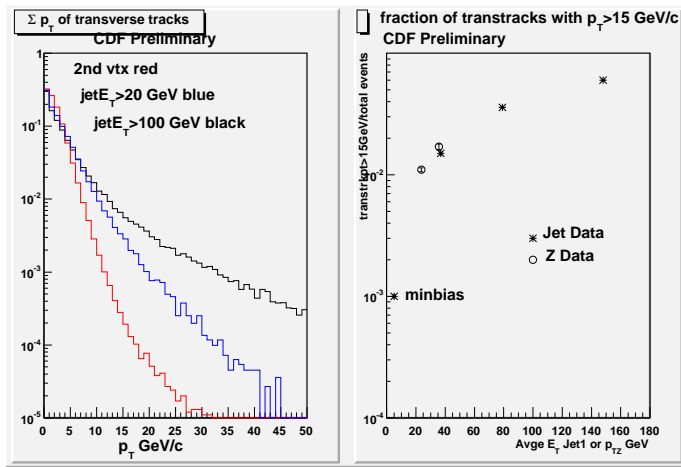 Σ p_T of transverse tracks
CDF Preliminary
2nd vtx red
jetE_T>20 GeV blue
jetE_T>100 GeV black
1
10^-1
10^-2
10^-3
10^-4
10^-5
0 5 10 15 20 25 30 35 40 45 50
p_T GeV/c
fraction of transtracks with p_T>15 GeV/c
CDF Preliminary
transtrkpt>15GeV/total events
10^-2
10^-3
10^-4
Jet Data
Z Data
minbias
0 20 40 60 80 100 120 140 160 180
Avge E_T Jet1 or p_TZ GeV